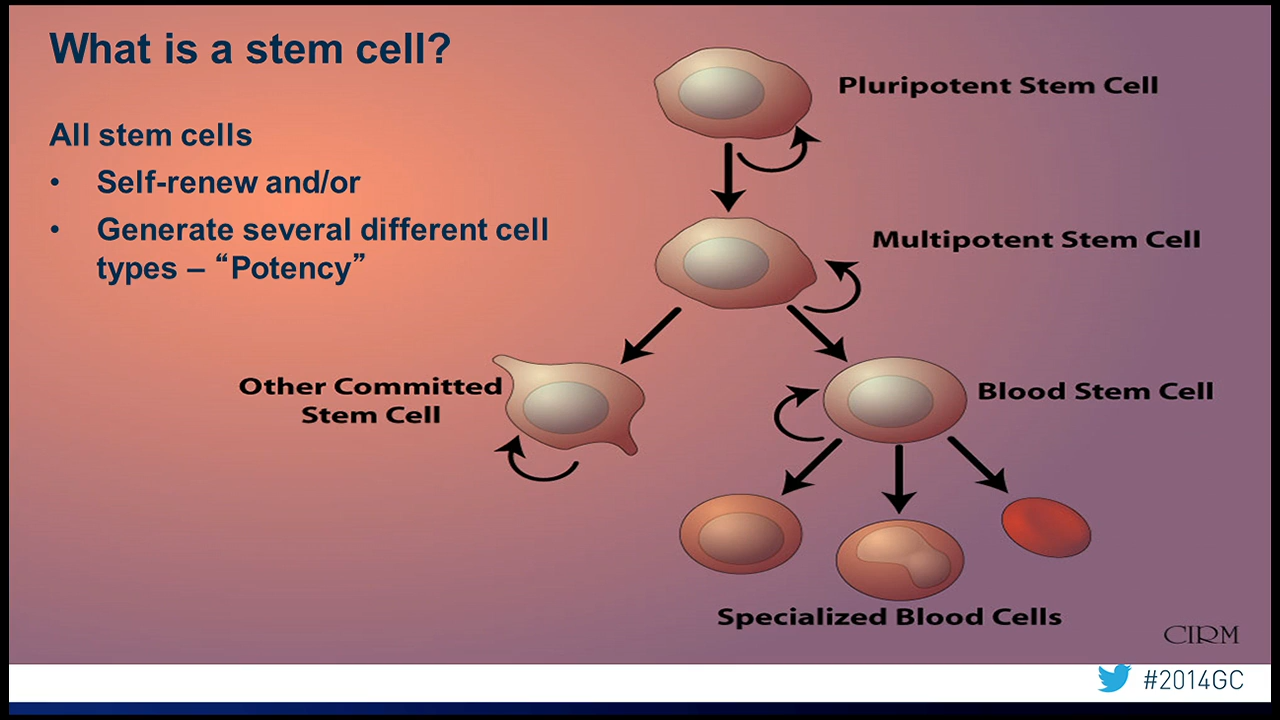 What is a stem cell?
All stem cells
• Self-renew and/or
• Generate several different cell
types – “Potency”
Pluripotent Stem Cell
Multipotent Stem Cell
Other Committed
Stem Cell
Blood Stem Cell
Specialized Blood Cells
CIRM
#2014GC